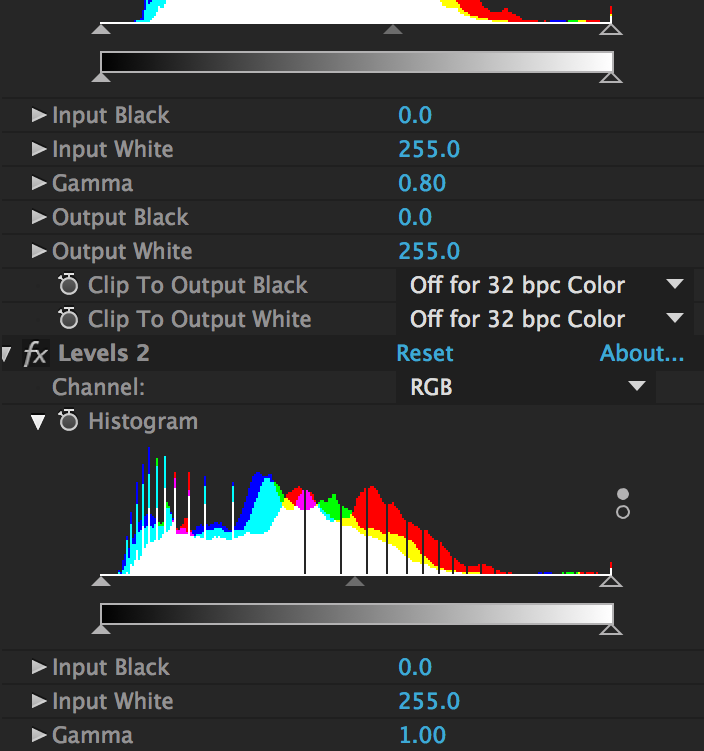 Input Black 0.0
Input White 255.0
Gamma 0.80
Output Black 0.0
Output White 255.0
Clip To Output Black Off for 32 bpc Color
Clip To Output White Off for 32 bpc Color
fx Levels 2 Reset About...
Channel: RGB
Histogram
Input Black 0.0
Input White 255.0
Gamma 1.00